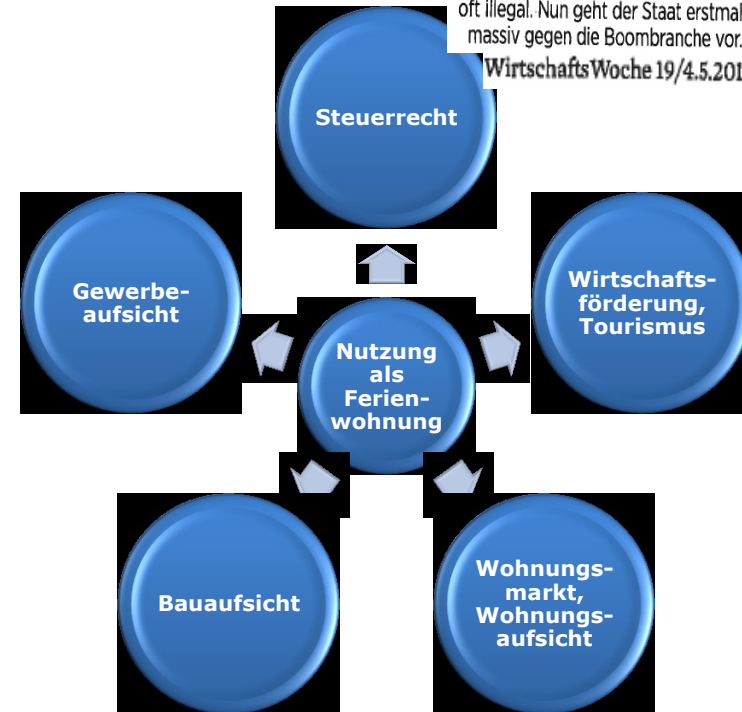 oft illegal. Nun geht der Staat erstmal
massiv gegen die Boombranche vor.
WirtschaftsWoche 19/4.5.201
Steuerrecht
Gewerbe-
aufsicht
Wirtschafts-
förderung,
Tourismus
Nutzung
als
Ferien-
wohnung
Bauaufsicht
Wohnungs-
markt,
Wohnungs-
aufsicht